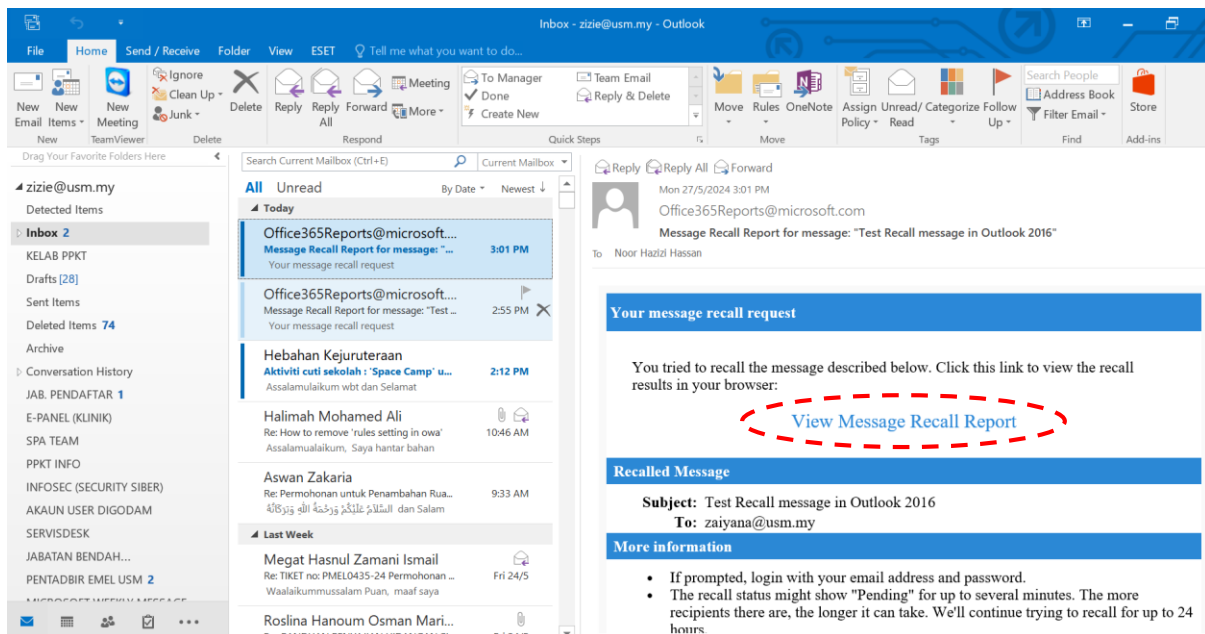 Inbox - zizie@usm.my - Outlook
File Home Send / Receive Folder View ESET Tell me what you want to do...
New Email
New Items
New Meeting
Ignore
Clean Up
Junk
Delete
Reply
Reply All
Forward
Meeting
More
To Manager
Done
Create New
Team Email
Reply & Delete
Move
Rules
OneNote
Assign Policy
Unread/ Read
Categorize
Follow Up
Search People
Address Book
Filter Email
Store
New TeamViewer Delete Respond Quick Steps Move Tags Find Add-ins
Drag Your Favorite Folders Here
zizie@usm.my
Detected Items
Inbox 2
KELAB PPKT
Drafts [28]
Sent Items
Deleted Items 74
Archive
Conversation History
JAB. PENDAFTAR 1
E-PANEL (KLINIK)
SPA TEAM
PPKT INFO
INFOSEC (SECURITY SIBER)
AKAUN USER DIGODAM
SERVISDESK
JABATAN BENDAH...
PENTADBIR EMEL USM 2
MICROSOFT WEEKLY MESSAGE
Search Current Mailbox (Ctrl+E) Current Mailbox
All Unread By Date Newest ↓
Today
Office365Reports@microsoft....
Message Recall Report for message: "... 3:01 PM
Your message recall request
Office365Reports@microsoft....
Message Recall Report for message: "Test ... 2:55 PM
Your message recall request
Hebahan Kejuruteraan
Aktiviti cuti sekolah : 'Space Camp' u... 2:12 PM
Assalamulaikum wbt dan Selamat
Halimah Mohamed Ali
Re: How to remove 'rules setting in owa' 10:46 AM
Assalamualaikum, Saya hantar bahan
Aswan Zakaria
Re: Permohonan untuk Penambahan Rua... 9:33 AM
السَّلاَمُ عَلَيْكُمْ وَرَحْمَةُ اللهِ وَبَرَكَاتُهُ dan Salam
Last Week
Megat Hasnul Zamani Ismail
Re: TIKET no: PMEL0435-24 Permohonan ... Fri 24/5
Waalaikummussalam Puan, maaf saya
Roslina Hanoum Osman Mari...
Reply Reply All Forward
Mon 27/5/2024 3:01 PM
Office365Reports@microsoft.com
Message Recall Report for message: "Test Recall message in Outlook 2016"
To Noor Hazizi Hassan
Your message recall request
You tried to recall the message described below. Click this link to view the recall
results in your browser:
View Message Recall Report
Recalled Message
Subject: Test Recall message in Outlook 2016
To: zaiyana@usm.my
More information
• If prompted, login with your email address and password.
• The recall status might show "Pending" for up to several minutes. The more
recipients there are, the longer it can take. We'll continue trying to recall for up to 24
hours.